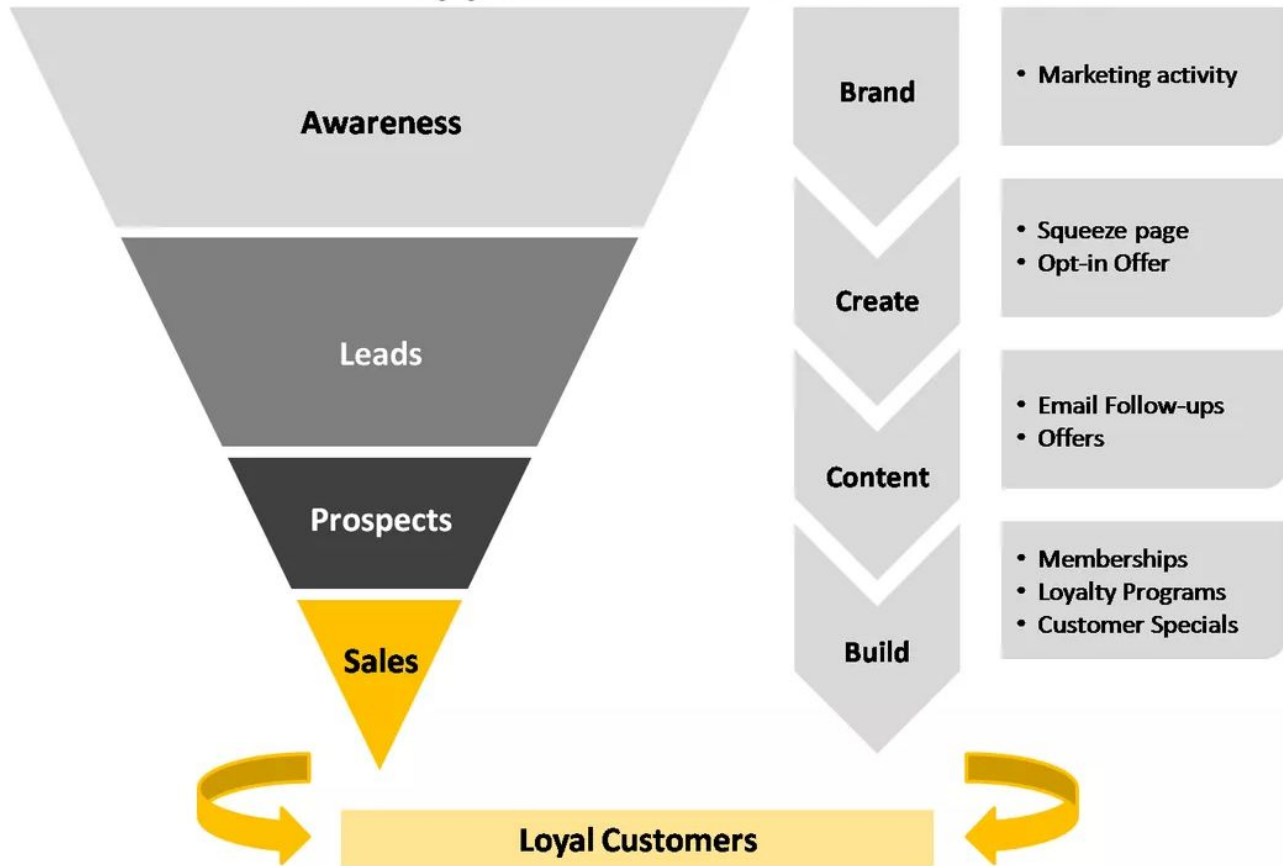 Awareness
Leads
Prospects
Sales
Brand
Create
Content
Build
• Marketing activity
• Squeeze page
• Opt-in Offer
• Email Follow-ups
• Offers
• Memberships
• Loyalty Programs
• Customer Specials
Loyal Customers